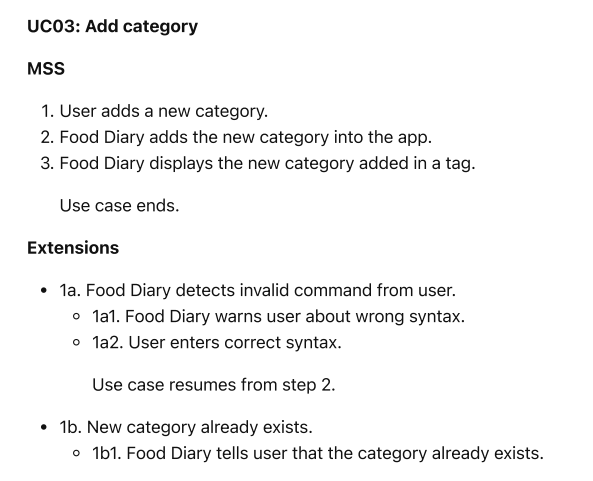 UC03: Add category
MSS
1. User adds a new category.
2. Food Diary adds the new category into the app.
3. Food Diary displays the new category added in a tag.
Use case ends.
Extensions
• 1a. Food Diary detects invalid command from user.
◦ 1a1. Food Diary warns user about wrong syntax.
◦ 1a2. User enters correct syntax.
Use case resumes from step 2.
• 1b. New category already exists.
◦ 1b1. Food Diary tells user that the category already exists.